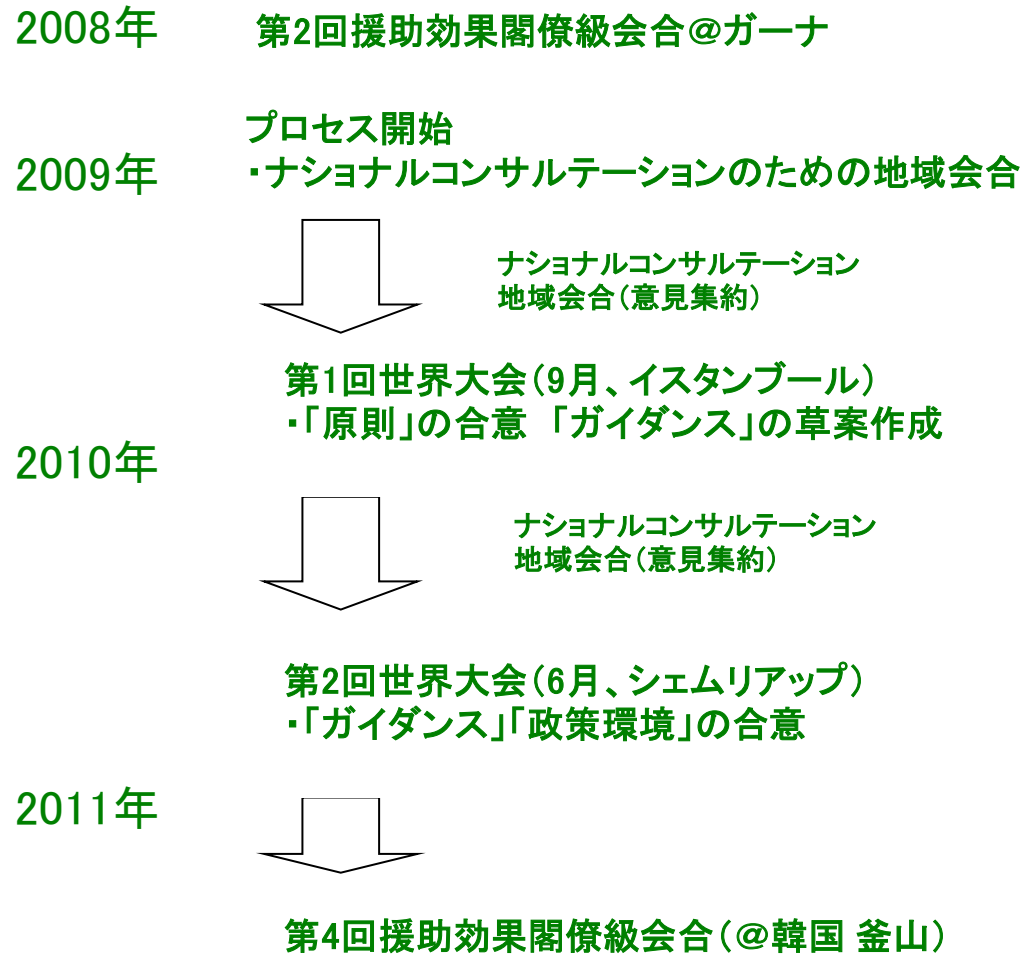 2008年 第2回援助効果閣僚級会合＠ガーナ
プロセス開始
2009年 ・ナショナルコンサルテーションのための地域会合
ナショナルコンサルテーション
地域会合（意見集約）
第1回世界大会（9月、イスタンブール）
・「原則」の合意 「ガイダンス」の草案作成
2010年
ナショナルコンサルテーション
地域会合（意見集約）
第2回世界大会（6月、シェムリアップ）
・「ガイダンス」「政策環境」の合意
2011年
第4回援助効果閣僚級会合（＠韓国 釜山）